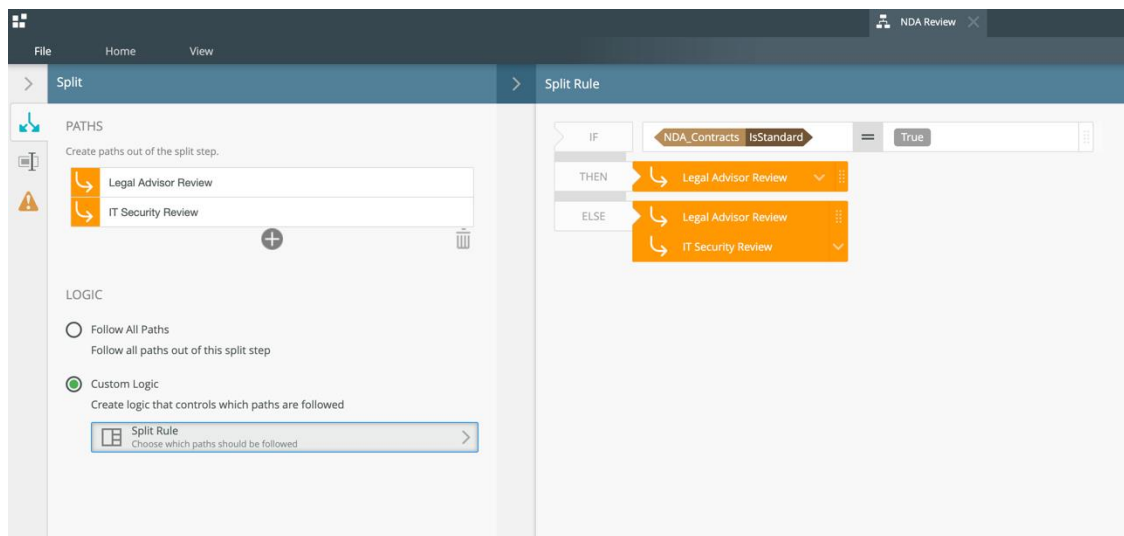 NDA Review
File Home View
Split
Split Rule
PATHS
Create paths out of the split step.
Legal Advisor Review
IT Security Review
LOGIC
Follow All Paths
Follow all paths out of this split step
Custom Logic
Create logic that controls which paths are followed
Split Rule
Choose which paths should be followed
IF NDA_Contracts IsStandard = True
THEN Legal Advisor Review
ELSE Legal Advisor Review
IT Security Review